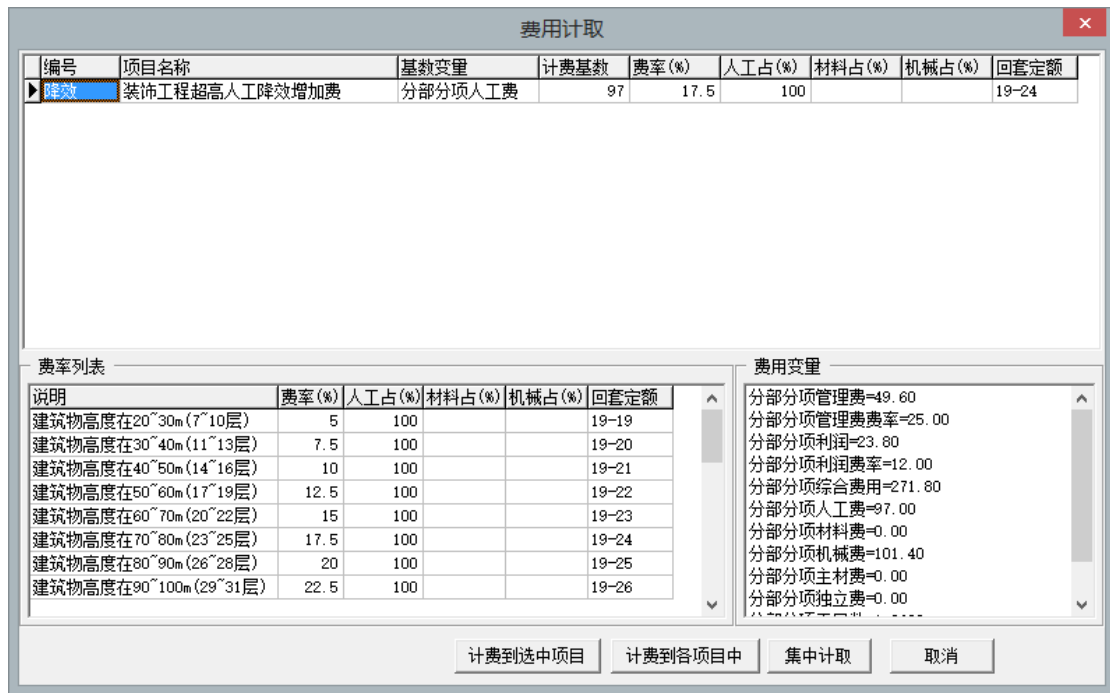 费用计取
编号 项目名称 基数变量 计费基数 费率(%) 人工占(%) 材料占(%) 机械占(%) 回套定额
降效 装饰工程超高人工降效增加费 分部分项人工费 97 17.5 100 19-24
费率列表
说明 费率(%) 人工占(%) 材料占(%) 机械占(%) 回套定额
建筑物高度在20~30m(7~10层) 5 100 19-19
建筑物高度在30~40m(11~13层) 7.5 100 19-20
建筑物高度在40~50m(14~16层) 10 100 19-21
建筑物高度在50~60m(17~19层) 12.5 100 19-22
建筑物高度在60~70m(20~22层) 15 100 19-23
建筑物高度在70~80m(23~25层) 17.5 100 19-24
建筑物高度在80~90m(26~28层) 20 100 19-25
建筑物高度在90~100m(29~31层) 22.5 100 19-26
费用变量
分部分项管理费=49.60
分部分项管理费费率=25.00
分部分项利润=23.80
分部分项利润费率=12.00
分部分项综合费用=271.80
分部分项人工费=97.00
分部分项材料费=0.00
分部分项机械费=101.40
分部分项主材费=0.00
分部分项独立费=0.00
计费到选中项目 计费到各项目中 集中计取 取消